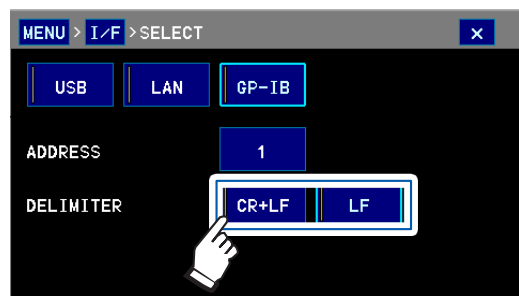 MENU > I/F > SELECT x
USB LAN GP-IB
ADDRESS 1
DELIMITER CR+LF LF